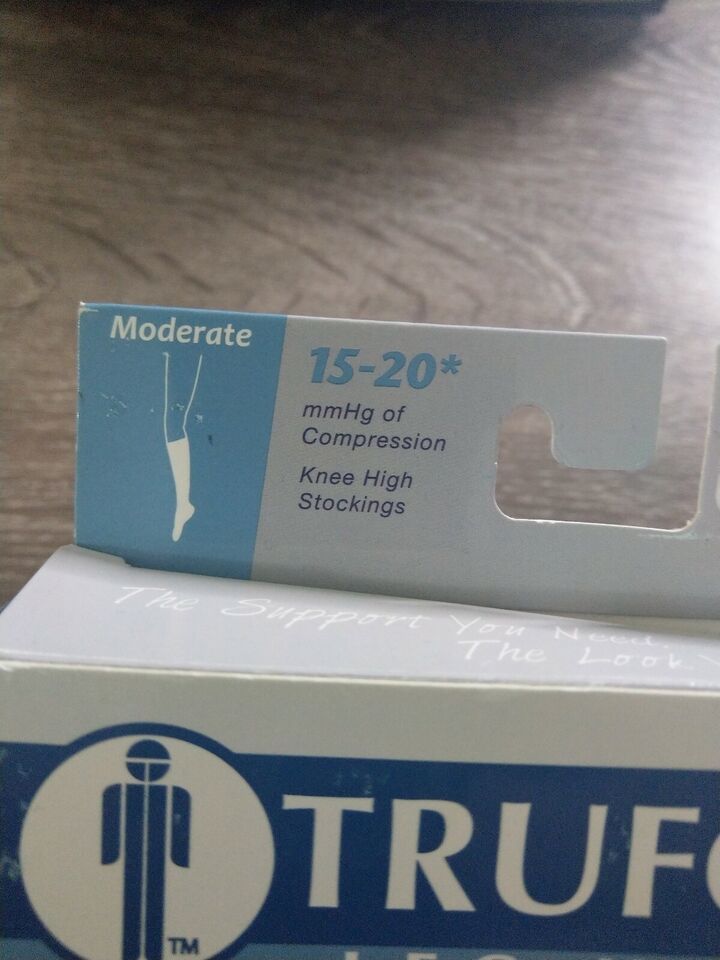 Moderate
15-20*
mmHg of
Compression
Knee High
Stockings
The Support You Need.
The Look
TRUF
TM